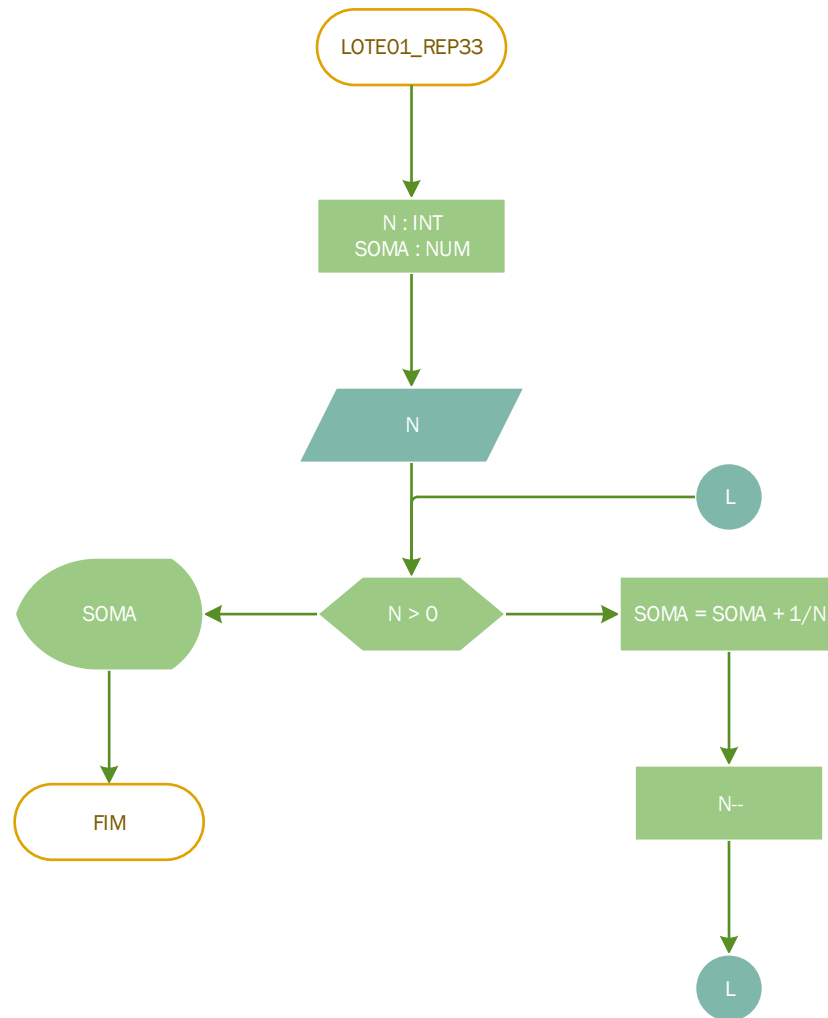 LOTE01_REP33
N : INT
SOMA : NUM
N
L
SOMA
N > 0
SOMA = SOMA + 1/N
N--
FIM
L